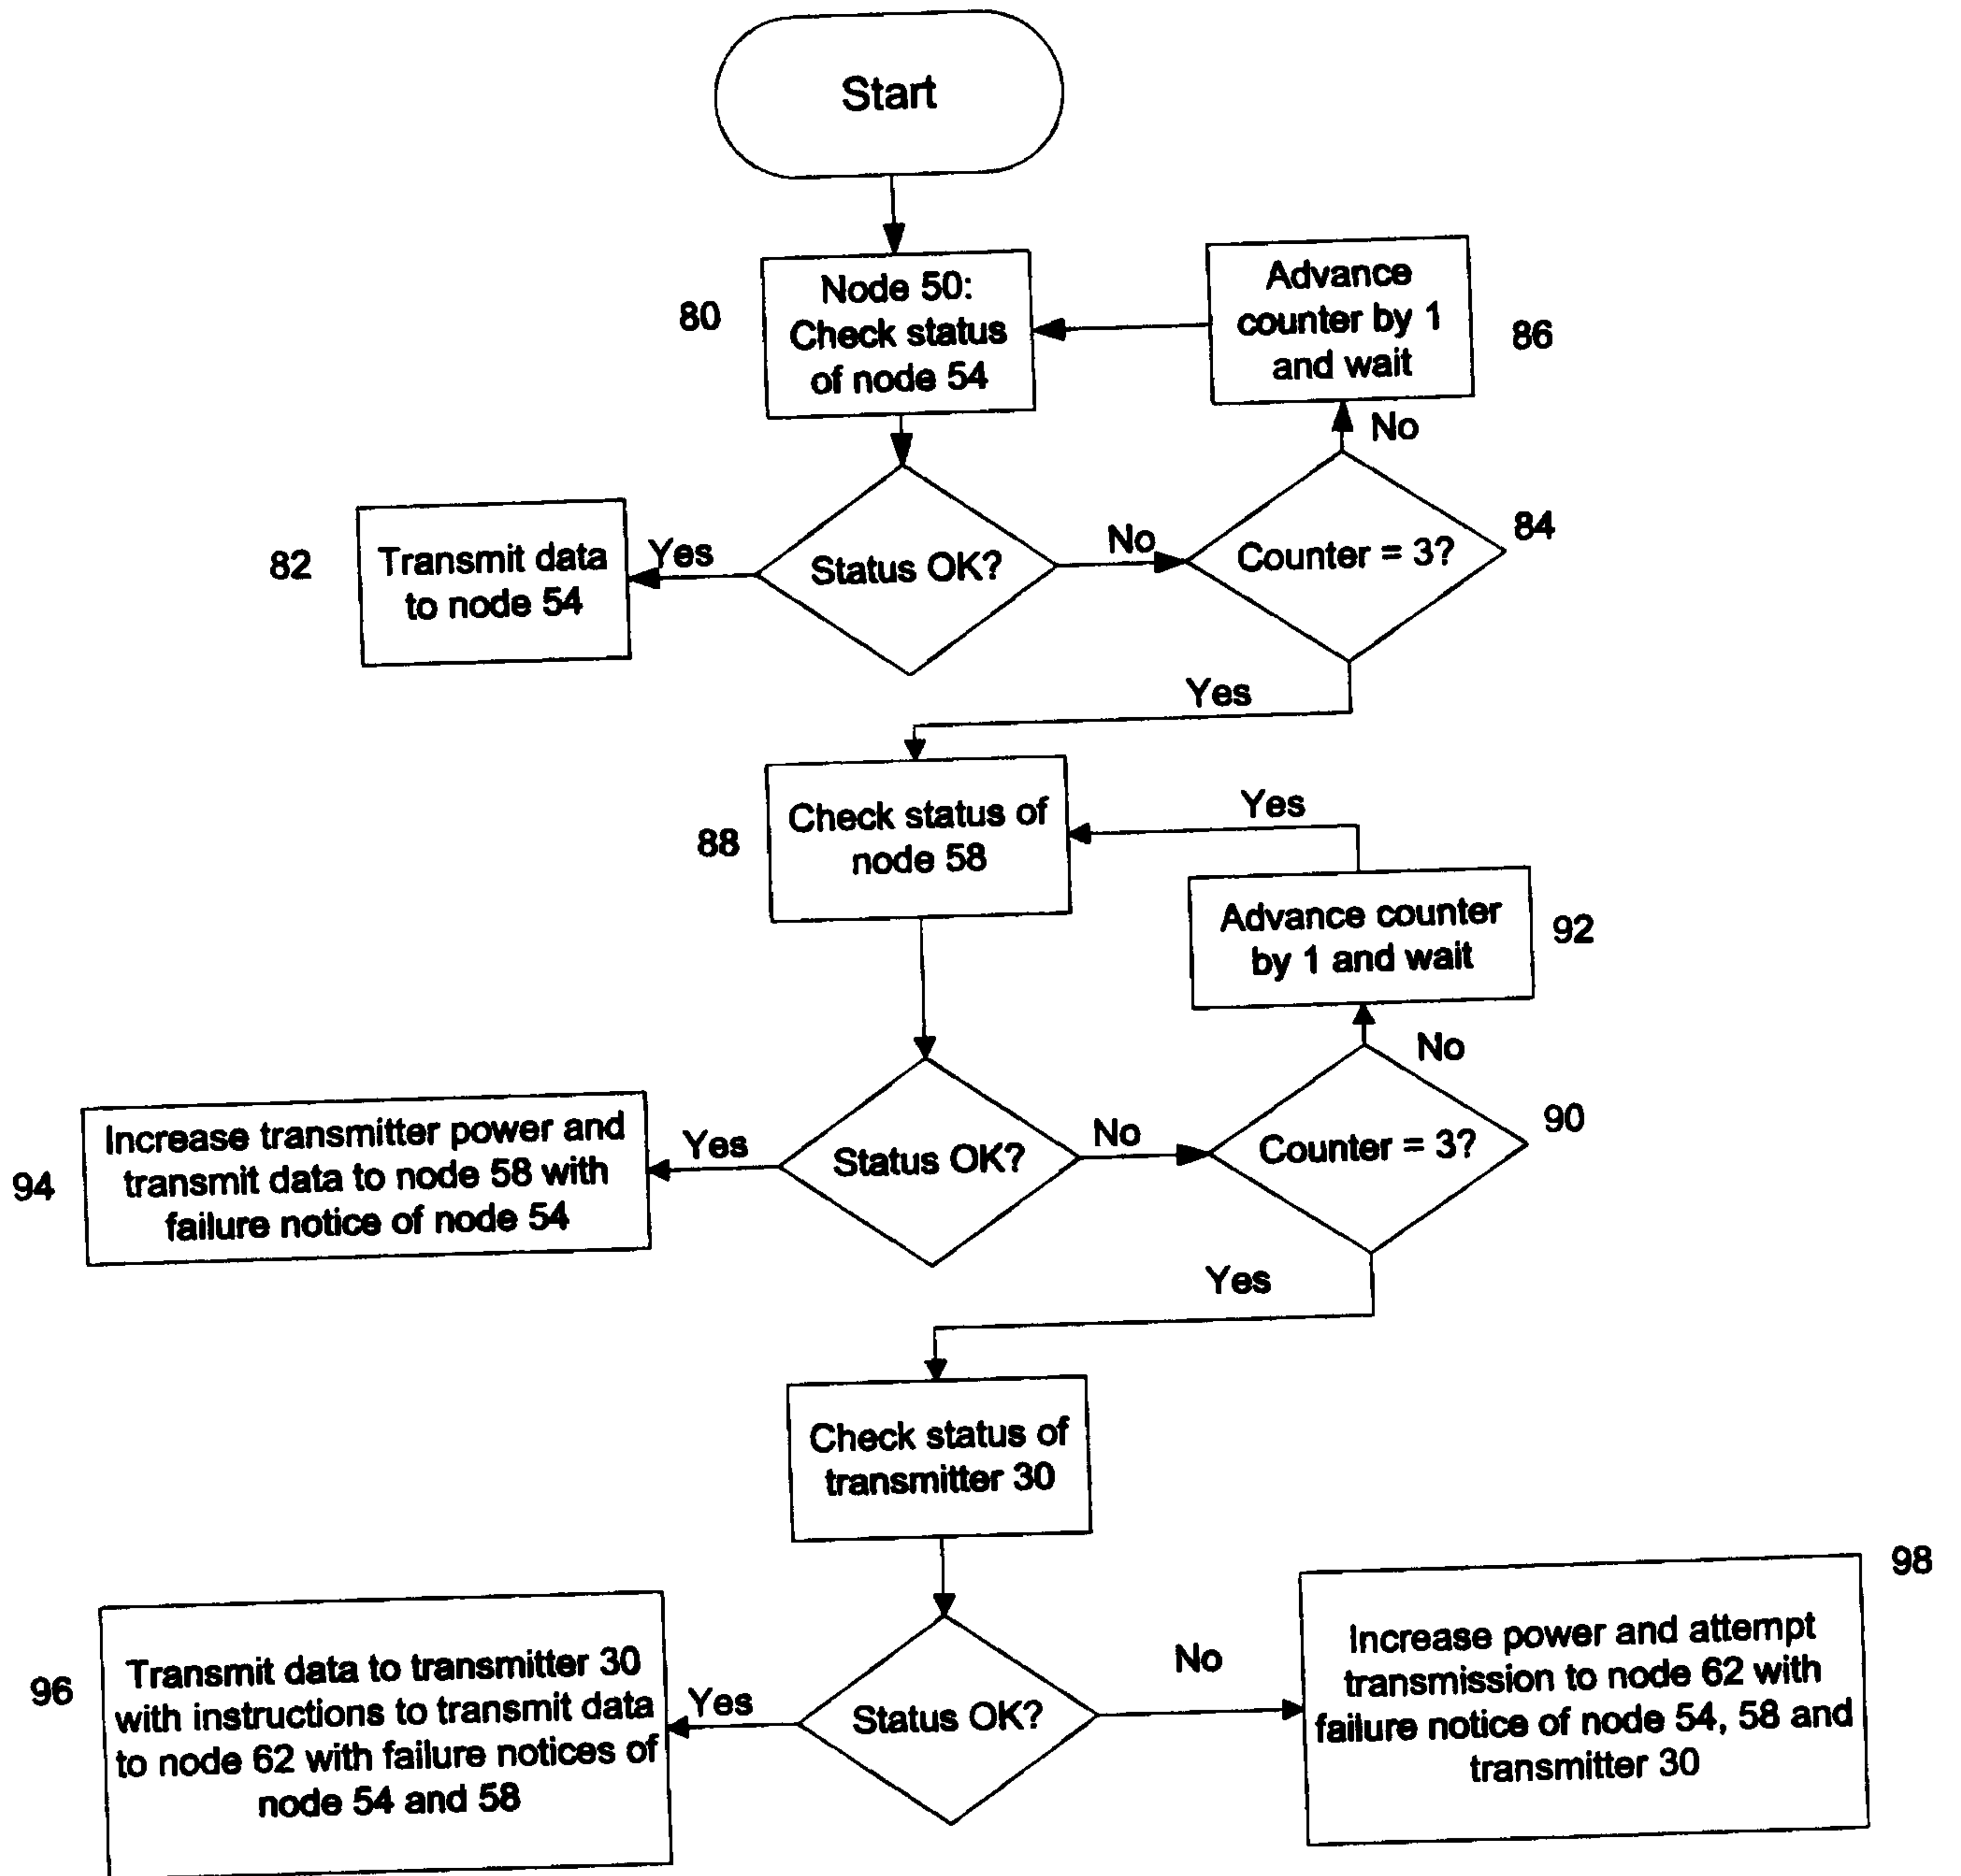 Start
80
Node 50:
Check status
of node 54
Advance
counter by 1
and wait
86
No
82
Transmit data
to node 54
Yes
Status OK?
No
Counter = 3?
84
Yes
88
Check status of
node 58
Yes
Advance counter
by 1 and wait
92
No
94
Increase transmitter power and
transmit data to node 58 with
failure notice of node 54
Yes
Status OK?
No
Counter = 3?
90
Yes
Check status of
transmitter 30
96
Transmit data to transmitter 30
with instructions to transmit data
to node 62 with failure notices of
node 54 and 58
Yes
Status OK?
No
98
Increase power and attempt
transmission to node 62 with
failure notice of node 54, 58 and
transmitter 30